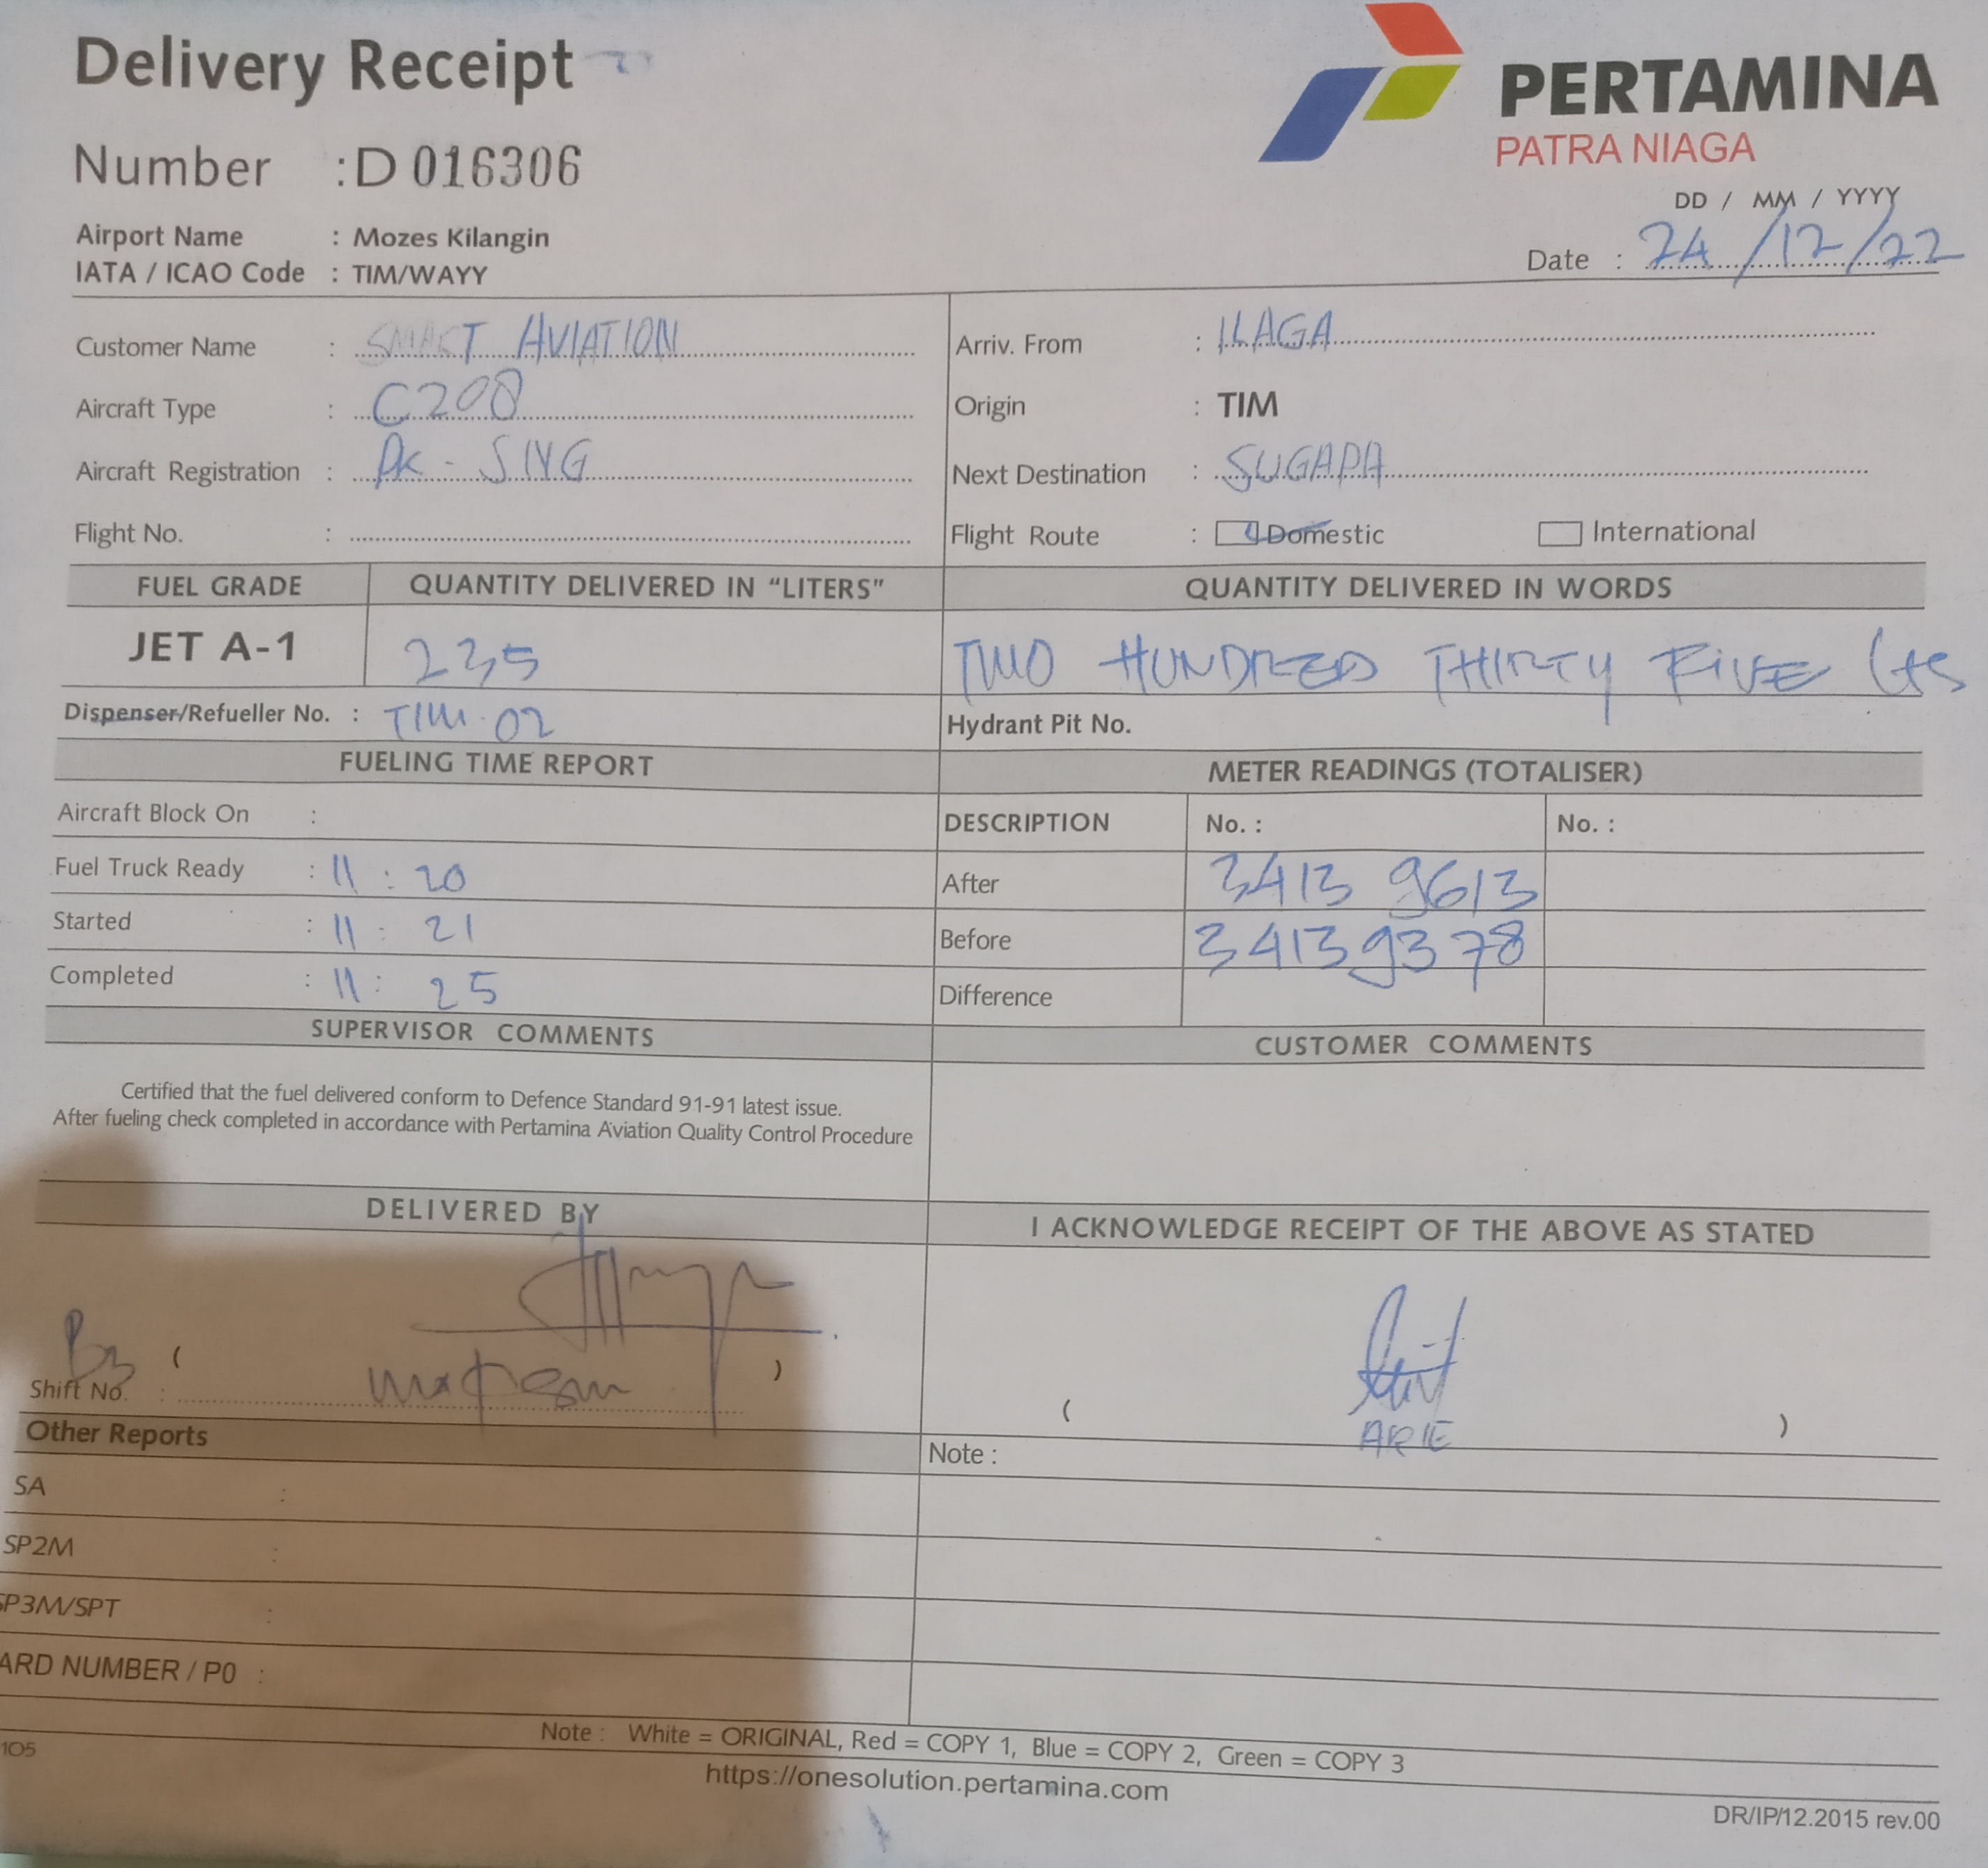 Delivery Receipt
PERTAMINA
PATRA NIAGA
Number : D 016306
DD / MM / YYYY
Date : 24/12/22
Airport Name : Mozes Kilangin
IATA / ICAO Code : TIM/WAYY
Customer Name : SMART AVIATION
Arriv. From : ILAGA
Aircraft Type : C208
Origin : TIM
Aircraft Registration : PK - SNG
Next Destination : SUGAPA
Flight No. :
Flight Route : Domestic International
FUEL GRADE QUANTITY DELIVERED IN “LITERS” QUANTITY DELIVERED IN WORDS
JET A-1 235 TWO HUNDRED THIRTY FIVE Lts
Dispenser/Refueller No. : TIM. 02 Hydrant Pit No.
FUELING TIME REPORT METER READINGS (TOTALISER)
Aircraft Block On : DESCRIPTION No. : No. :
Fuel Truck Ready : 11 : 20 After 3413 9613
Started : 11 : 21 Before 34139378
Completed : 11 : 25 Difference
SUPERVISOR COMMENTS CUSTOMER COMMENTS
Certified that the fuel delivered conform to Defence Standard 91-91 latest issue.
After fueling check completed in accordance with Pertamina Aviation Quality Control Procedure
DELIVERED BY I ACKNOWLEDGE RECEIPT OF THE ABOVE AS STATED
( )
Shift No. :
( ARIE )
Other Reports Note :
SA :
SP2M :
SP3M/SPT :
ARD NUMBER / P0 :
Note : White = ORIGINAL, Red = COPY 1, Blue = COPY 2, Green = COPY 3
105
https://onesolution.pertamina.com
DR/IP/12.2015 rev.00